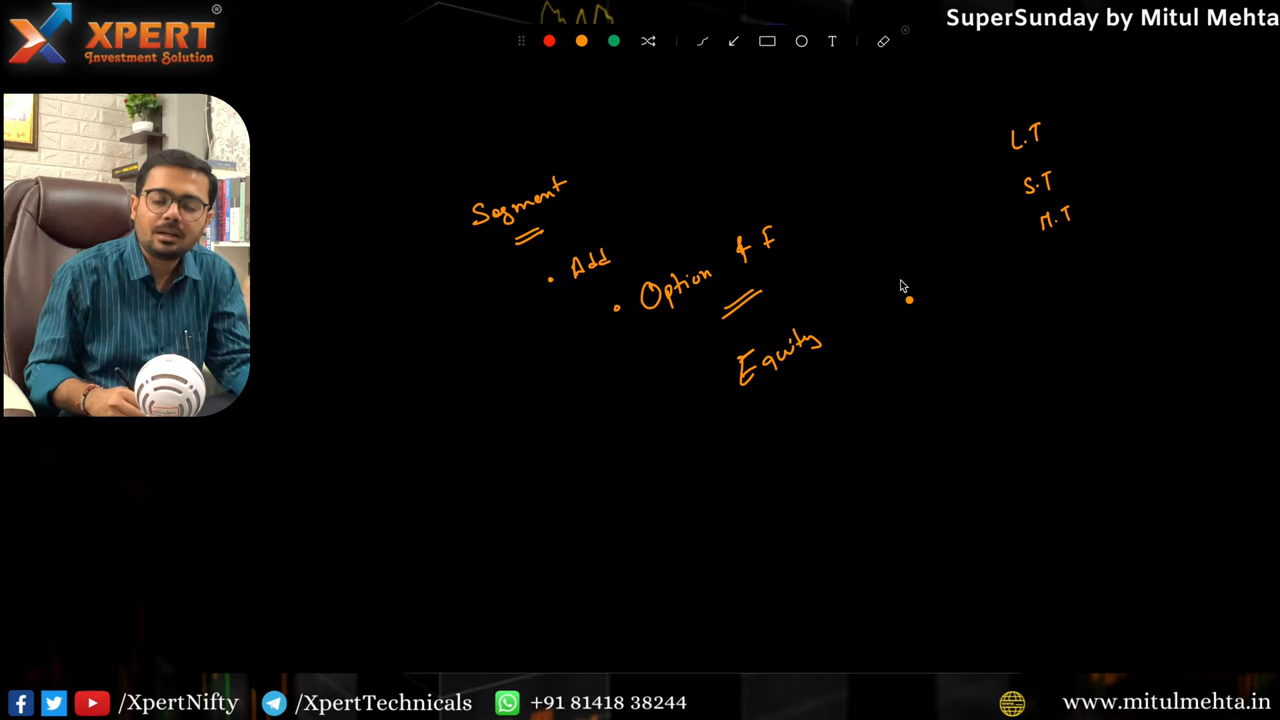 XPERT
Investment Solution
®
SuperSunday by Mitul Mehta
T
L.T
S.T
M.T
Segment
• Add
• Option & F
Equity
/XpertNifty
/XpertTechnicals
+91 81418 38244
www.mitulmehta.in